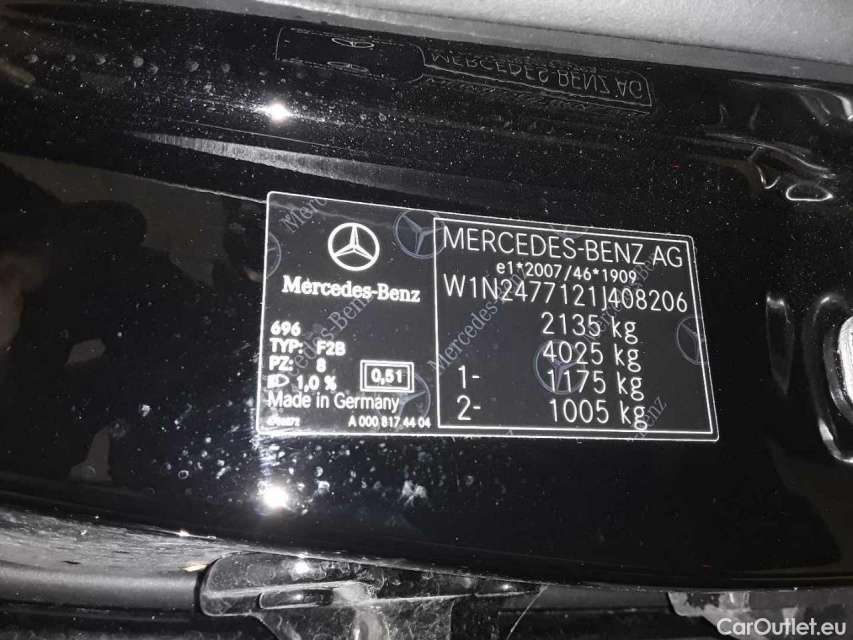 MERCEDES-BENZ AG
Mercedes-Benz
696
TYP: F2B
PZ: 8
1,0 % 0,51
Made in Germany
A 000 817 44 04
MERCEDES-BENZ AG
e1*2007/46*1909
W1N2477121J408206
2135 kg
4025 kg
1- 1175 kg
2- 1005 kg
CarOutlet.eu